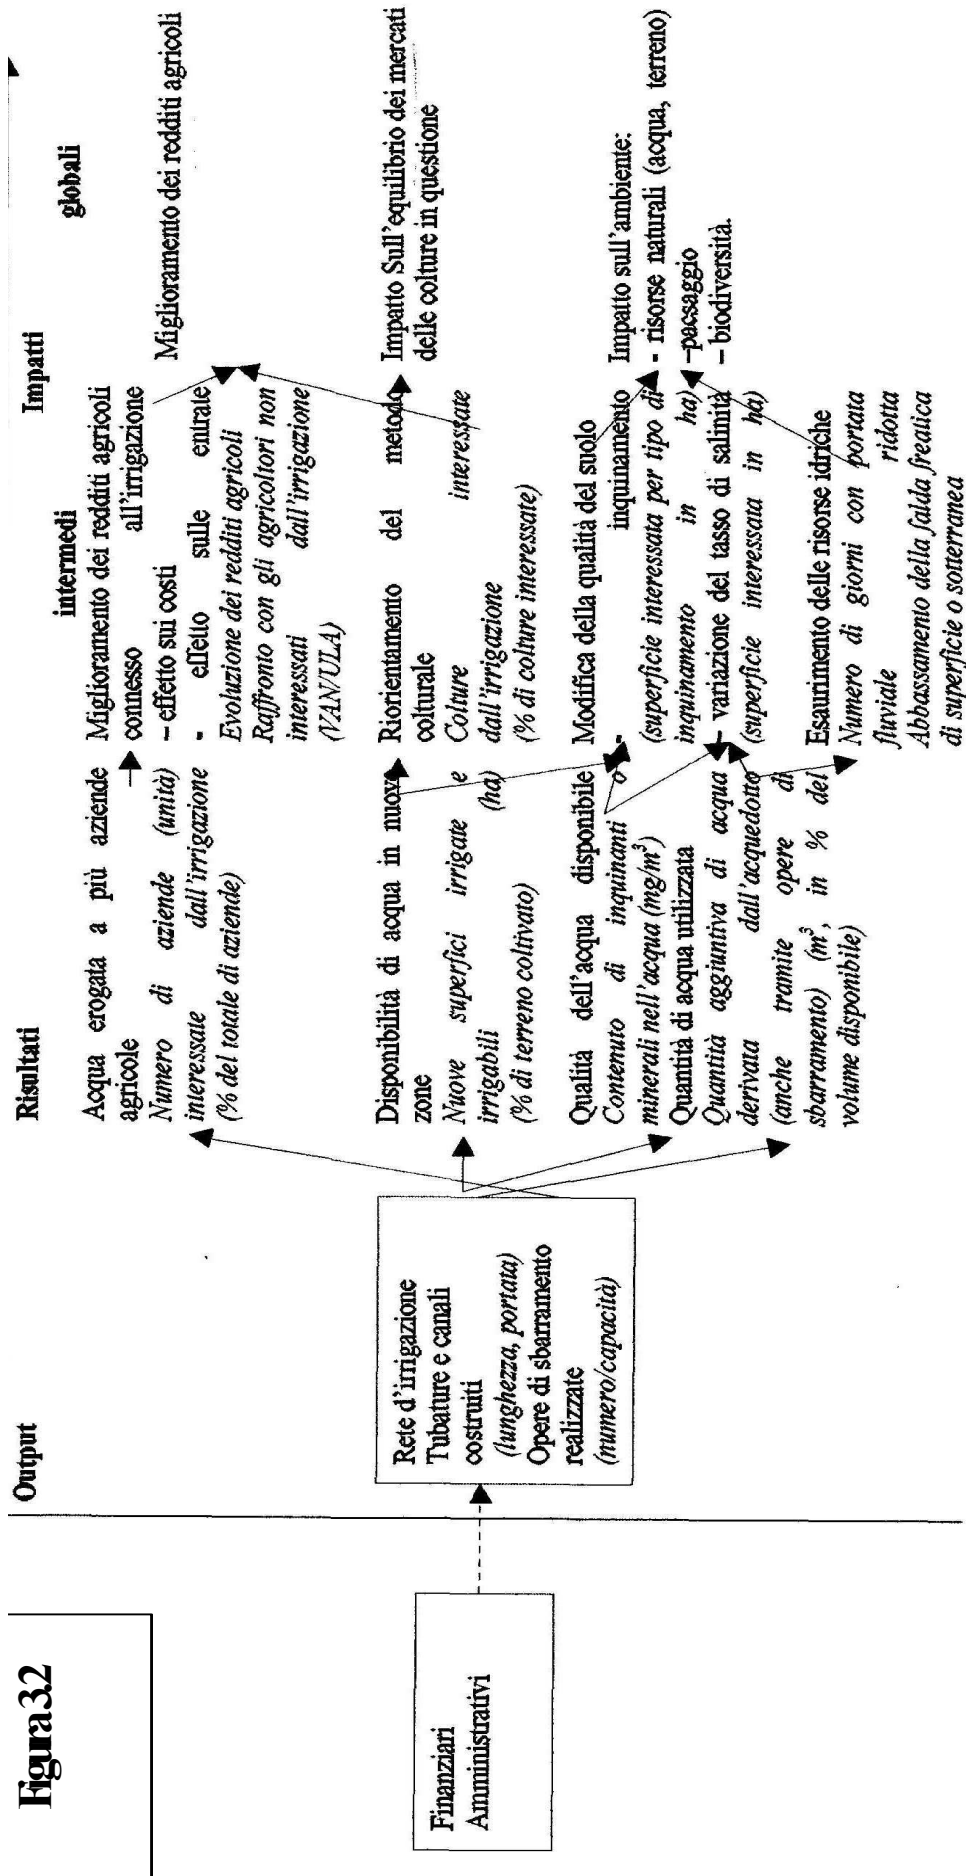 Figura 3.2
Output
Risultati
Impatti
intermedi
globali
Finanziari
Amministrativi
Rete d'irrigazione
Tubature e canali
costruiti
(lunghezza, portata)
Opere di sbarramento
realizzate
(numero/capacità)
Acqua erogata a più aziende
agricole
Numero di aziende (unità)
interessate dall'irrigazione
(% del totale di aziende)
Disponibilità di acqua in nuove
zone
Nuove superfici irrigate e
irrigabili (ha)
(% di terreno coltivato)
Qualità dell'acqua disponibile
Contenuto di inquinanti o
minerali nell'acqua (mg/m³)
Quantità di acqua utilizzata
Quantità aggiuntiva di acqua
derivata dall'acquedotto
(anche tramite opere di
sbarramento) (m³, in % del
volume disponibile)
Miglioramento dei redditi agricoli
connesso all'irrigazione
– effetto sui costi
- effetto sulle entrale
Evoluzione dei redditi agricoli
Raffronto con gli agricoltori non
interessati dall'irrigazione
(VAN/ULA)
Riorientamento del metodo
colturale
Colture interessate
dall'irrigazione
(% di colture interessate)
Modifica della qualità del suolo
- inquinamento
(superficie interessata per tipo di
inquinamento in ha)
– variazione del tasso di salinità
(superficie interessata in ha)
Esaurimento delle risorse idriche
Numero di giorni con portata
fluviale ridotta
Abbassamento della falda freatica
di superficie o sotterranea
Miglioramento dei redditi agricoli
Impatto Sull'equilibrio dei mercati
delle colture in questione
Impatto sull'ambiente:
- risorse naturali (acqua, terreno)
–paesaggio
– biodiversità.